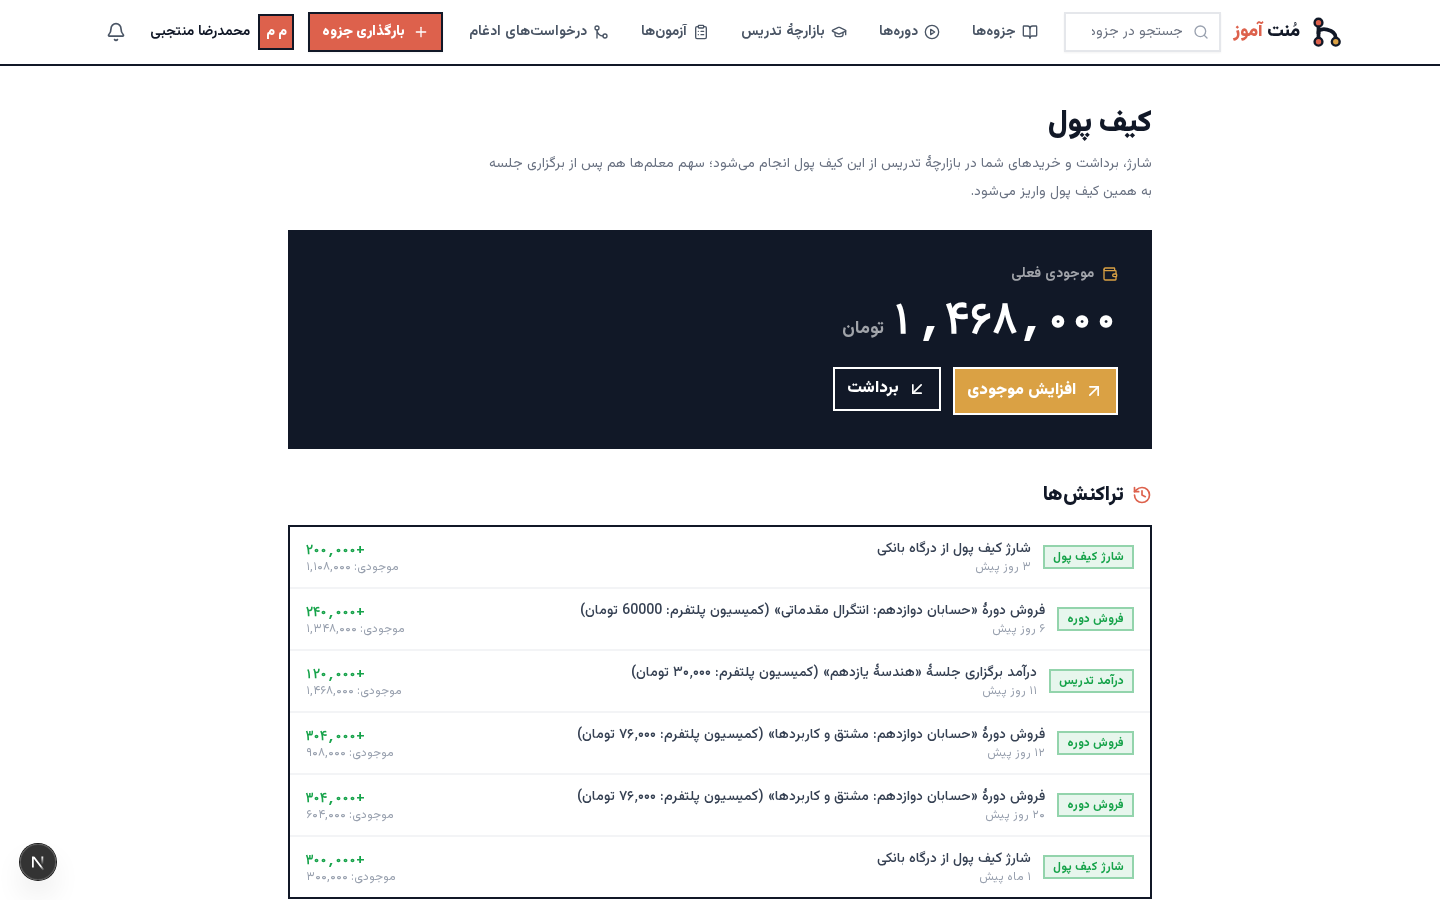 مُنت آموز
جستجو در جزوه
جزوه‌ها
دوره‌ها
بازارچهٔ تدریس
آزمون‌ها
درخواست‌های ادغام
بارگذاری جزوه
م م
محمدرضا منتجبی
کیف پول
شارژ، برداشت و خریدهای شما در بازارچهٔ تدریس از این کیف پول انجام می‌شود؛ سهم معلم‌ها هم پس از برگزاری جلسه
به همین کیف پول واریز می‌شود.
موجودی فعلی
۱,۴۶۸,۰۰۰ تومان
افزایش موجودی
برداشت
تراکنش‌ها
شارژ کیف پول
شارژ کیف پول از درگاه بانکی
۳ روز پیش
+۲۰۰,۰۰۰
موجودی: ۱,۱۰۸,۰۰۰
فروش دوره
فروش دورهٔ «حسابان دوازدهم: انتگرال مقدماتی» (کمیسیون پلتفرم: 60000 تومان)
۶ روز پیش
+۲۴۰,۰۰۰
موجودی: ۱,۳۴۸,۰۰۰
درآمد تدریس
درآمد برگزاری جلسهٔ «هندسهٔ یازدهم» (کمیسیون پلتفرم: ۳۰,۰۰۰ تومان)
۱۱ روز پیش
+۱۲۰,۰۰۰
موجودی: ۱,۴۶۸,۰۰۰
فروش دوره
فروش دورهٔ «حسابان دوازدهم: مشتق و کاربردها» (کمیسیون پلتفرم: ۷۶,۰۰۰ تومان)
۱۲ روز پیش
+۳۰۴,۰۰۰
موجودی: ۹۰۸,۰۰۰
فروش دوره
فروش دورهٔ «حسابان دوازدهم: مشتق و کاربردها» (کمیسیون پلتفرم: ۷۶,۰۰۰ تومان)
۲۰ روز پیش
+۳۰۴,۰۰۰
موجودی: ۶۰۴,۰۰۰
شارژ کیف پول
شارژ کیف پول از درگاه بانکی
۱ ماه پیش
+۳۰۰,۰۰۰
موجودی: ۳۰۰,۰۰۰
N